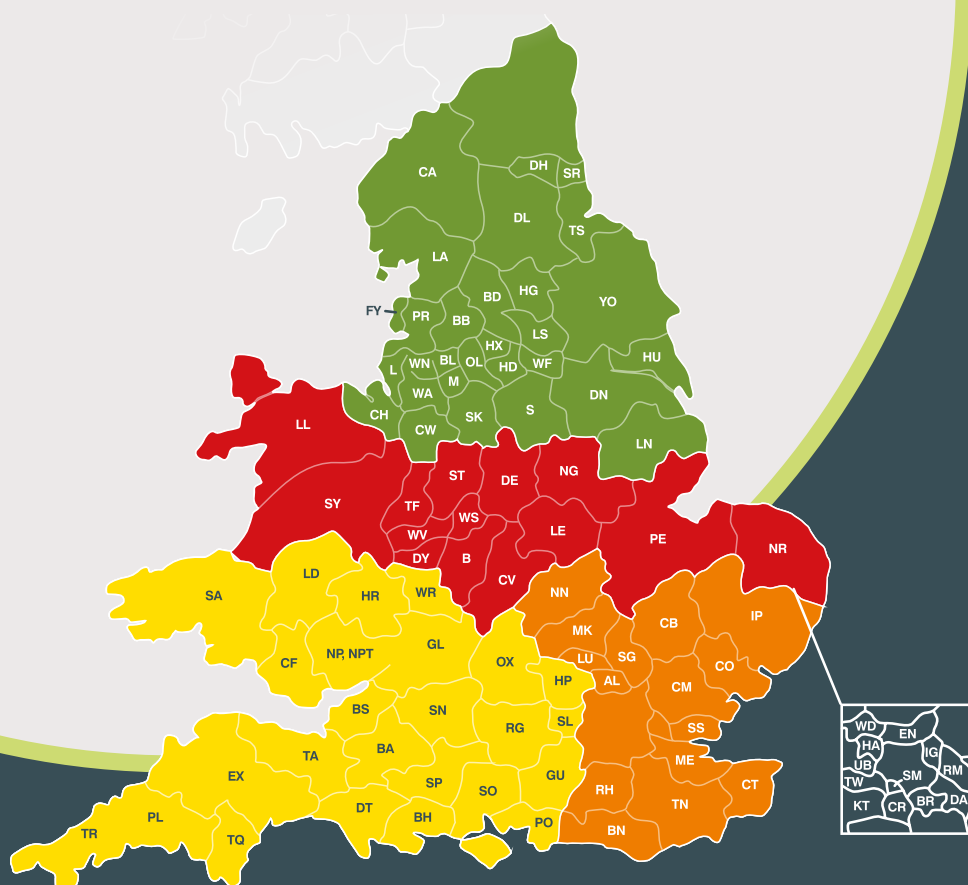 CA
DH
SR
DL
TS
LA
BD
HG
YO
FY
PR
BB
LS
HX
L
WN
BL
OL
HD
WF
HU
M
WA
DN
CH
CW
SK
S
LN
LL
ST
DE
NG
SY
TF
WS
LE
WV
PE
DY
B
CV
NR
SA
LD
HR
WR
NN
IP
CB
MK
CF
NP, NPT
GL
OX
LU
SG
CO
HP
AL
CM
BS
SN
RG
SL
SS
TA
BA
ME
EX
SP
SO
GU
RH
TN
CT
PL
DT
BH
PO
BN
TR
TQ
WD
EN
HA
IG
UB
RM
TW
SM
KT
CR
BR
DA